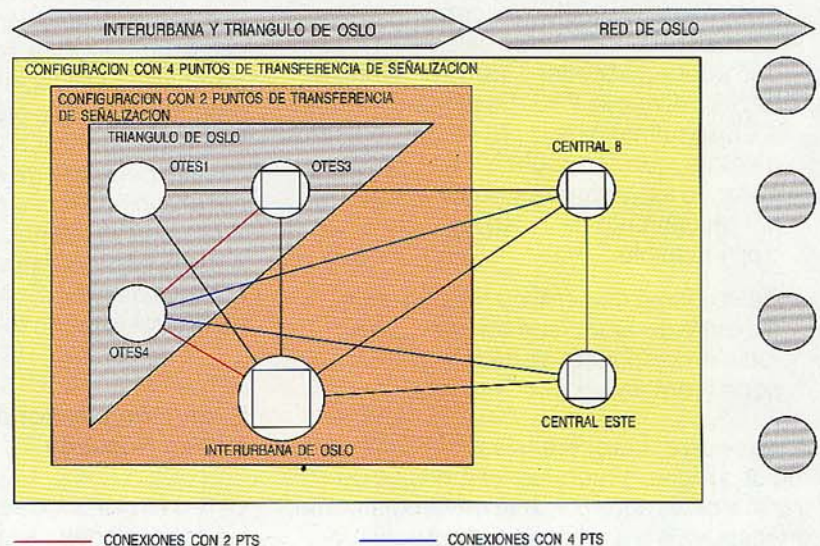 INTERURBANA Y TRIANGULO DE OSLO
RED DE OSLO
CONFIGURACION CON 4 PUNTOS DE TRANSFERENCIA DE SEÑALIZACION
CONFIGURACION CON 2 PUNTOS DE TRANSFERENCIA
DE SEÑALIZACION
TRIANGULO DE OSLO
OTES1
OTES3
CENTRAL 8
OTES4
INTERURBANA DE OSLO
CENTRAL ESTE
CONEXIONES CON 2 PTS
CONEXIONES CON 4 PTS